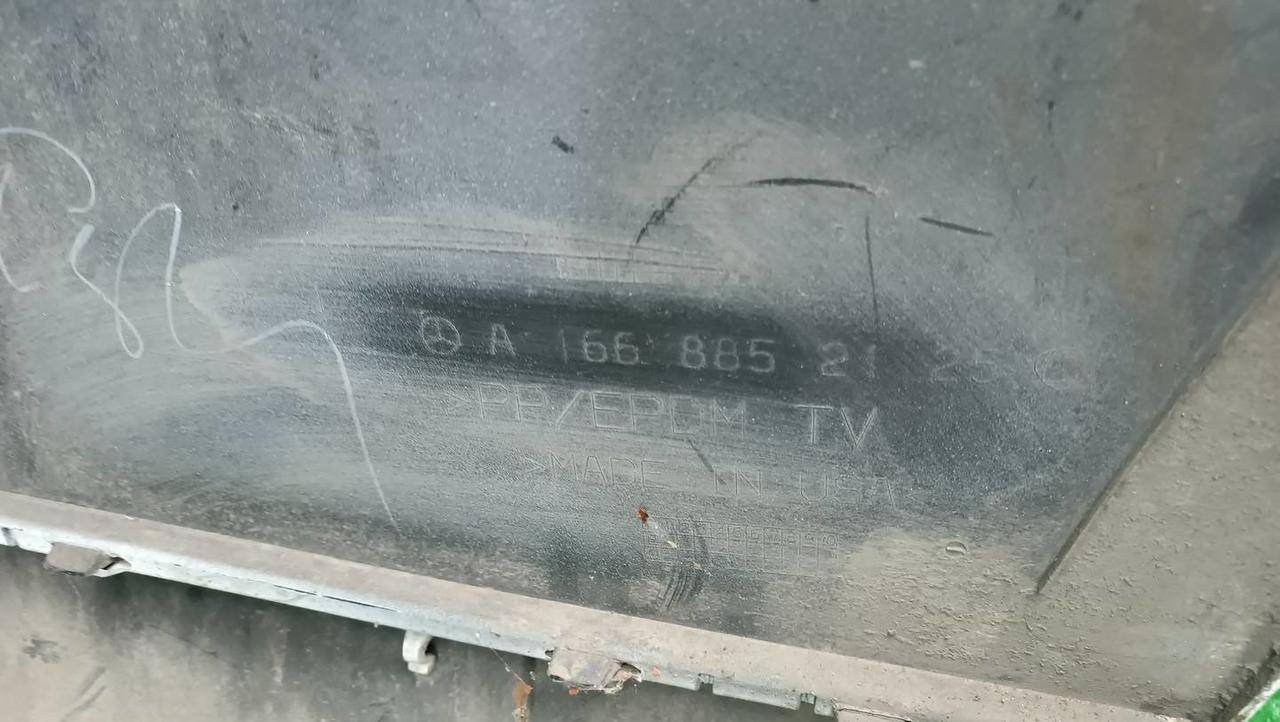 A 166 885 21 25
>PP/EPDM TV
>MADE IN USA<